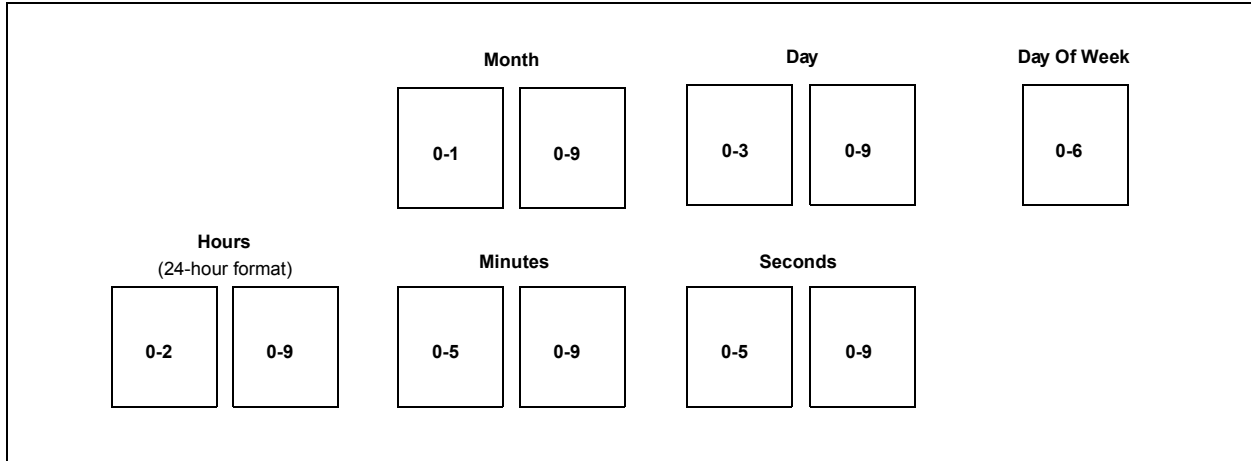 Month Day Day Of Week
0-1 0-9 0-3 0-9 0-6
Hours
(24-hour format)
Minutes Seconds
0-2 0-9 0-5 0-9 0-5 0-9